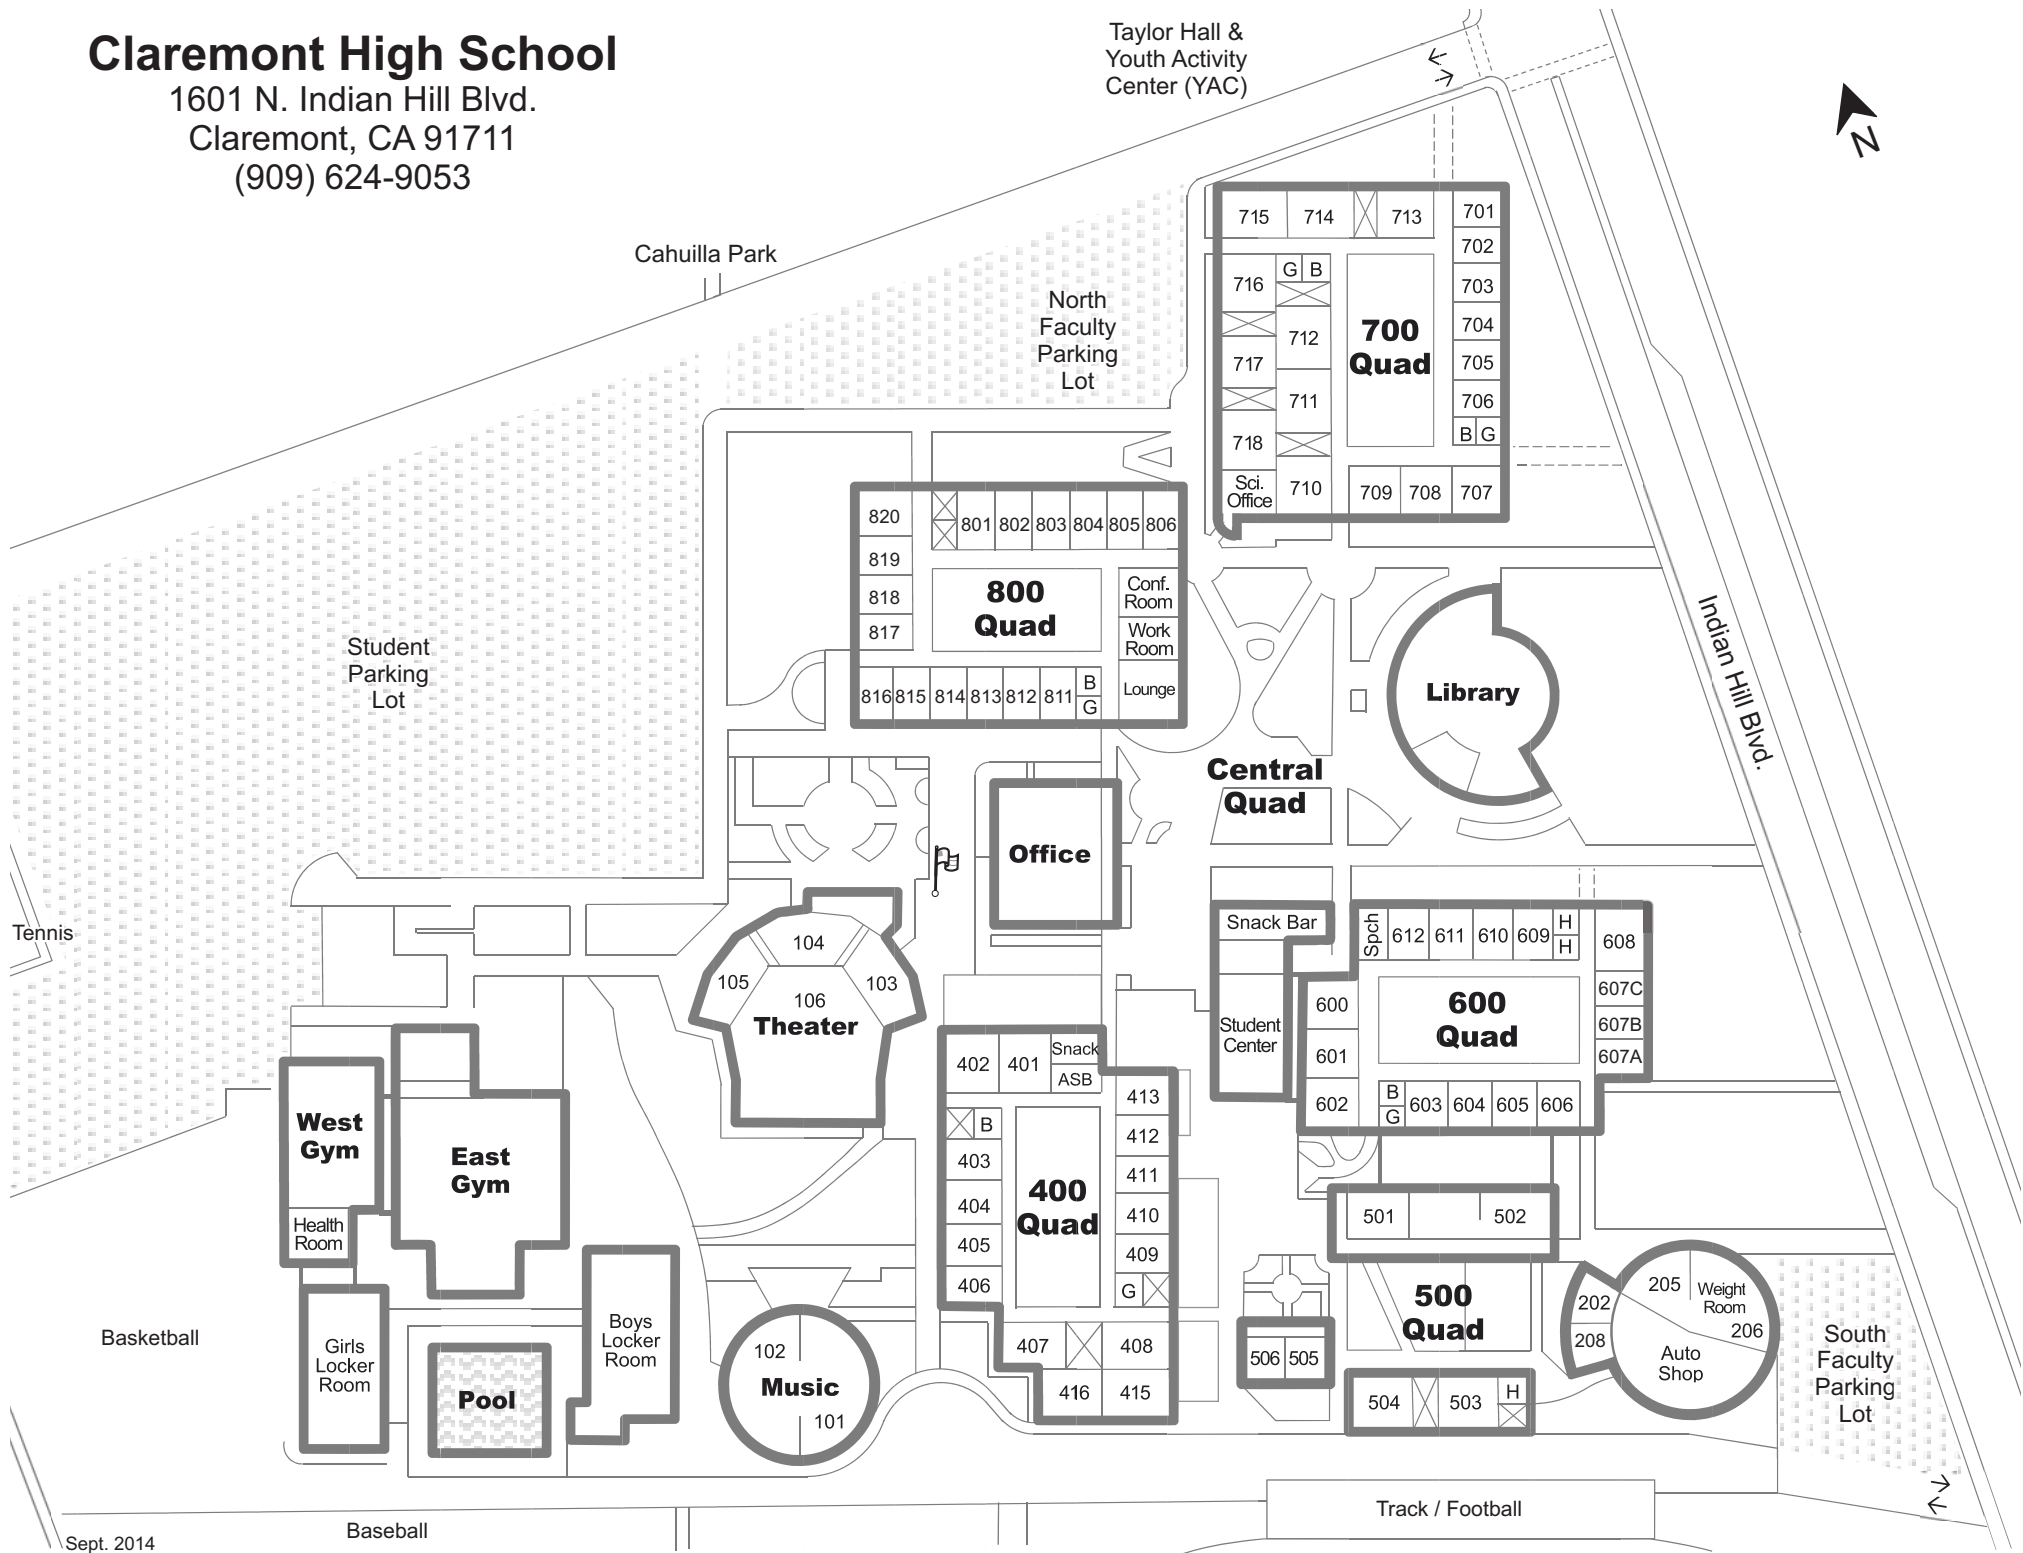 Claremont High School
1601 N. Indian Hill Blvd.
Claremont, CA 91711
(909) 624-9053
Taylor Hall &
Youth Activity
Center (YAC)
N
Cahuilla Park
North
Faculty
Parking
Lot
Student
Parking
Lot
715
714
713
701
702
703
704
705
706
B G
716
G B
712
717
711
718
Sci.
Office
710
709
708
707
700
Quad
820
819
818
817
801
802
803
804
805
806
800
Quad
Conf.
Room
Work
Room
Lounge
816
815
814
813
812
811
B
G
Library
Indian Hill Blvd.
Central
Quad
Office
Tennis
104
105
103
106
Theater
Snack Bar
Student
Center
Spch
612
611
610
609
H
H
608
607C
607B
607A
600
601
602
600
Quad
B
G
603
604
605
606
402
401
Snack
ASB
B
403
404
405
406
400
Quad
413
412
411
410
409
G
407
408
416
415
West
Gym
Health
Room
East
Gym
Girls
Locker
Room
Boys
Locker
Room
Pool
Basketball
102
Music
101
501
502
500
Quad
506
505
504
503
H
202
208
205
Weight
Room
206
Auto
Shop
South
Faculty
Parking
Lot
Track / Football
Baseball
Sept. 2014